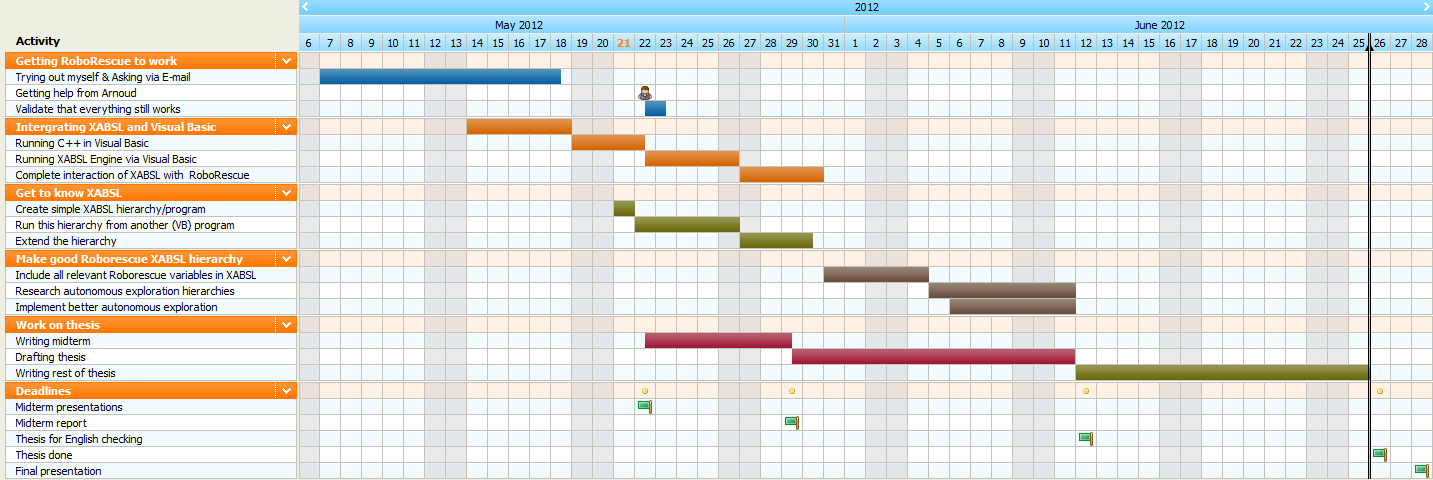 2012
May 2012 June 2012
Activity 6 7 8 9 10 11 12 13 14 15 16 17 18 19 20 21 22 23 24 25 26 27 28 29 30 31 1 2 3 4 5 6 7 8 9 10 11 12 13 14 15 16 17 18 19 20 21 22 23 24 25 26 27 28
Getting RoboRescue to work
Trying out myself & Asking via E-mail
Getting help from Arnoud
Validate that everything still works
Intergrating XABSL and Visual Basic
Running C++ in Visual Basic
Running XABSL Engine via Visual Basic
Complete interaction of XABSL with RoboRescue
Get to know XABSL
Create simple XABSL hierarchy/program
Run this hierarchy from another (VB) program
Extend the hierarchy
Make good Roborescue XABSL hierarchy
Include all relevant Roborescue variables in XABSL
Research autonomous exploration hierarchies
Implement better autonomous exploration
Work on thesis
Writing midterm
Drafting thesis
Writing rest of thesis
Deadlines
Midterm presentations
Midterm report
Thesis for English checking
Thesis done
Final presentation